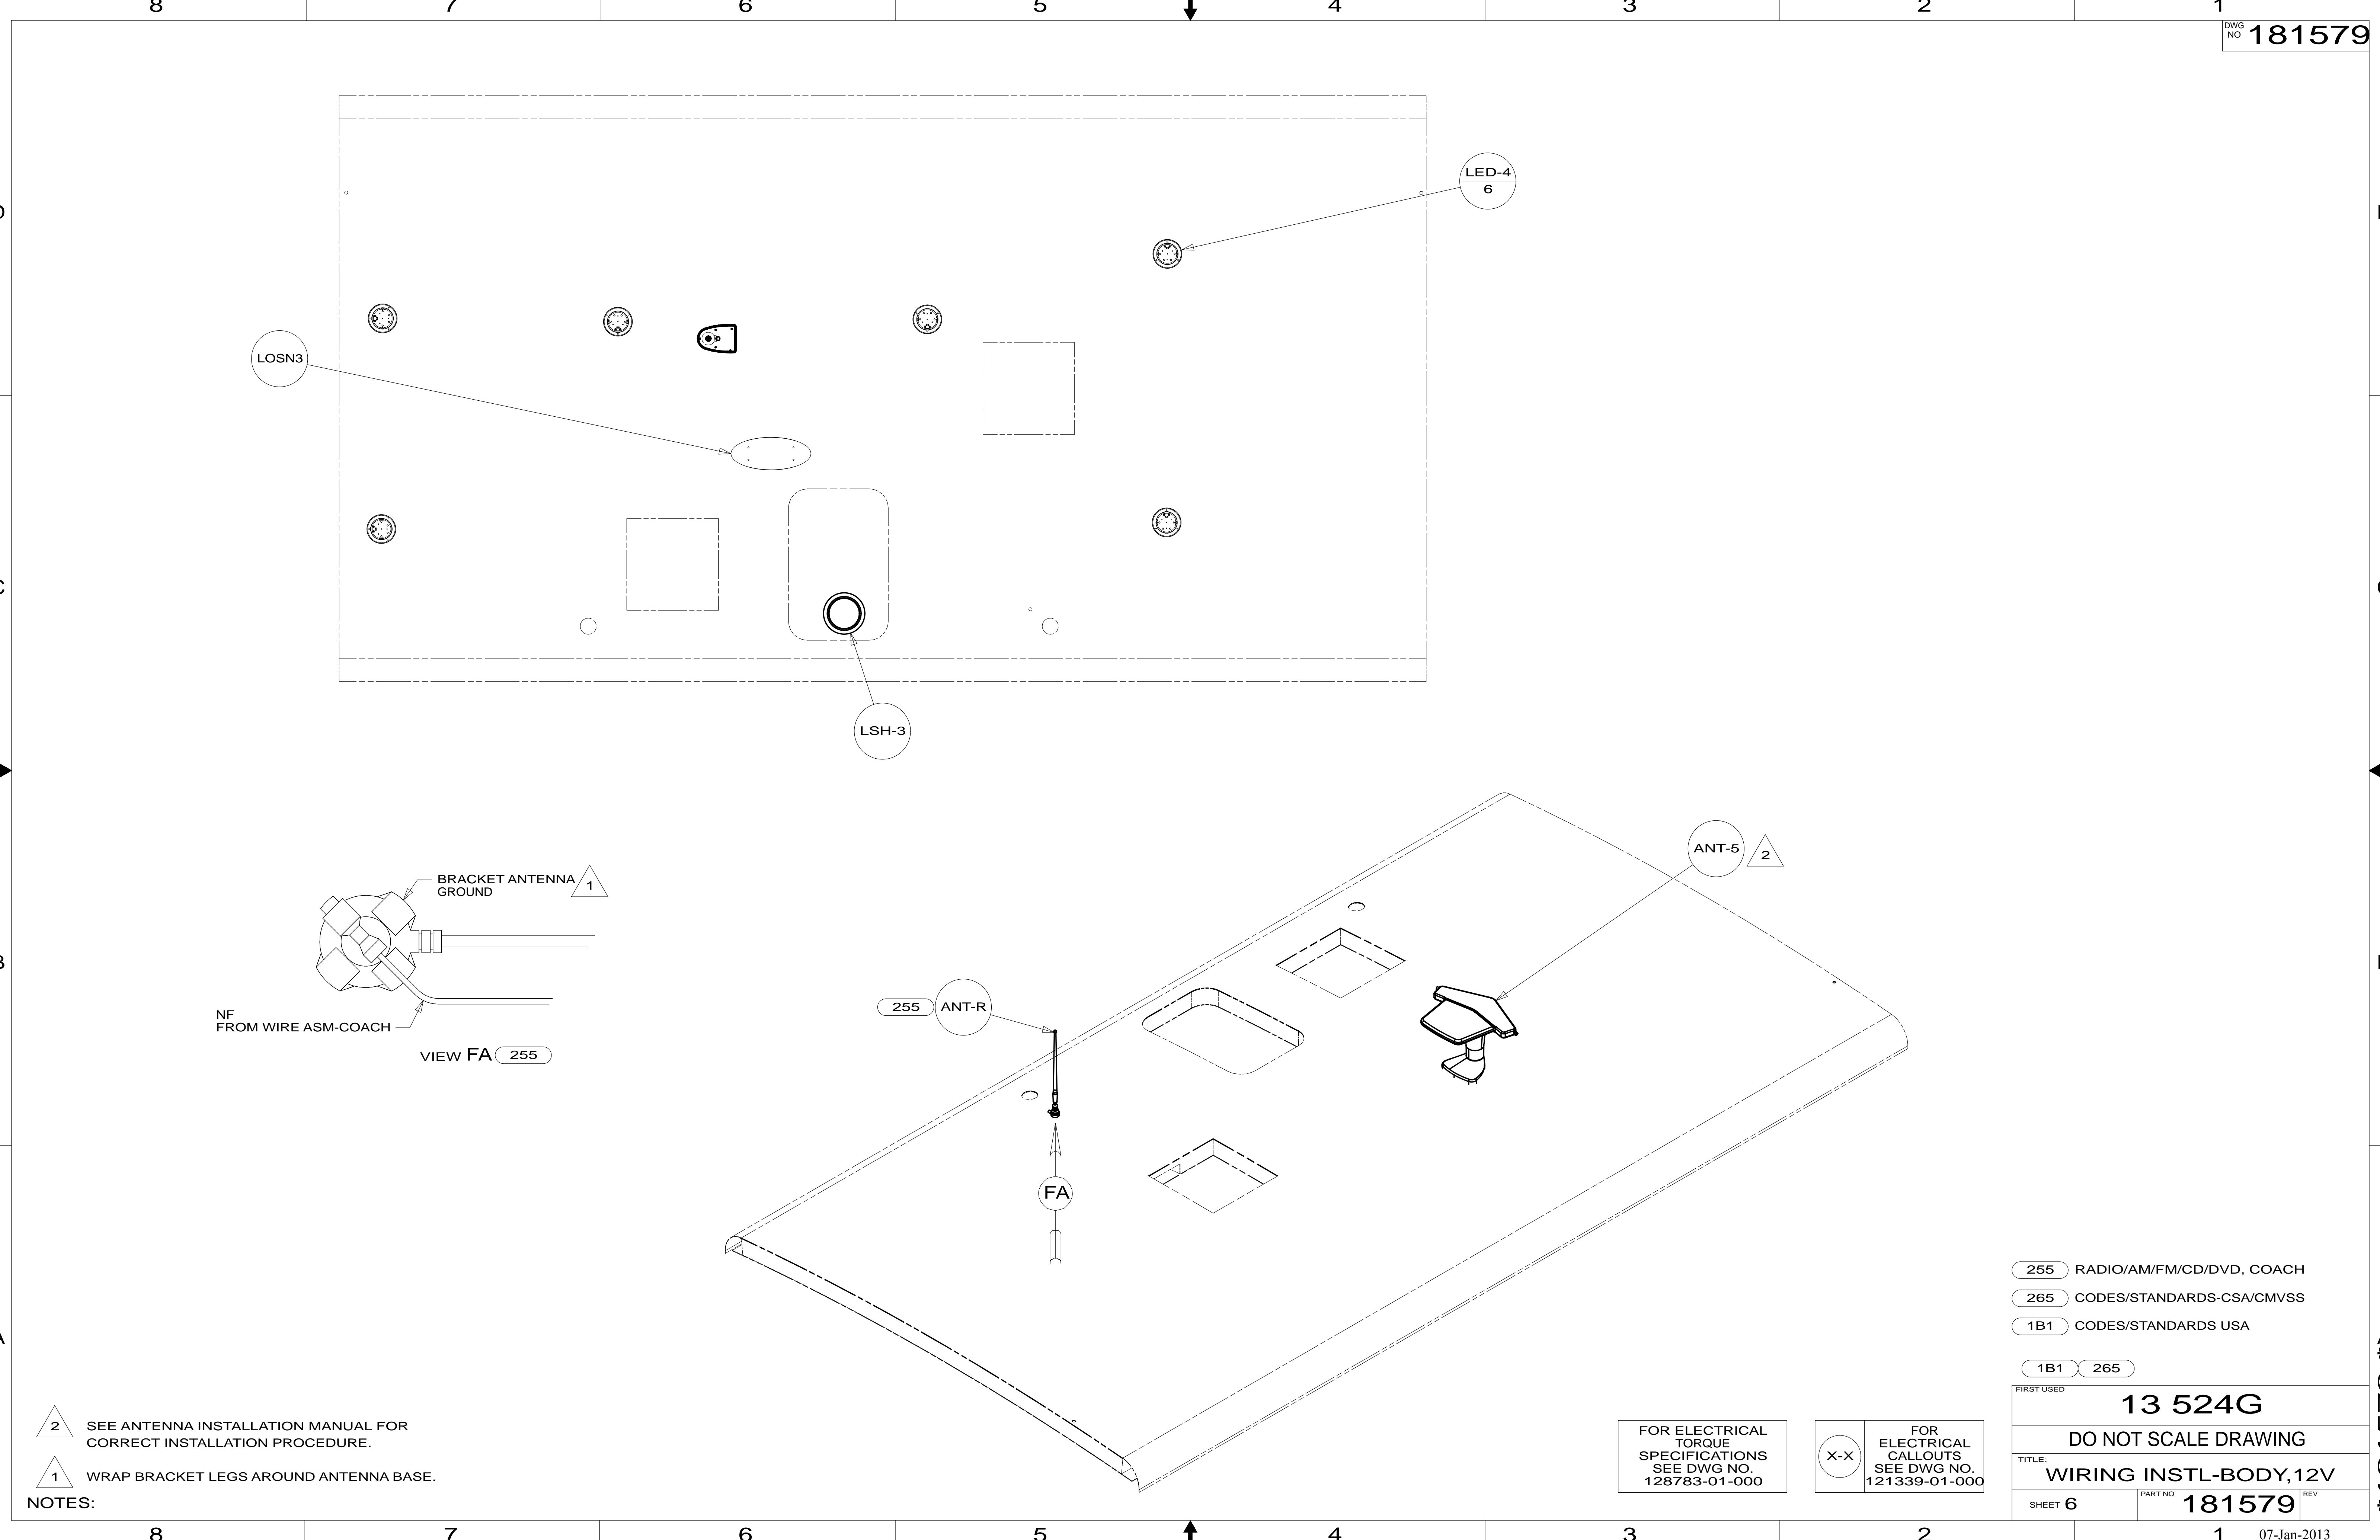 8 7 6 5 4 3 2 1
DWG
NO 181579
LED-4
6
D
LOSN3
C
LSH-3
ANT-5 2
BRACKET ANTENNA
GROUND 1
B
255 ANT-R
NF
FROM WIRE ASM-COACH
VIEW FA 255
FA
255 RADIO/AM/FM/CD/DVD, COACH
265 CODES/STANDARDS-CSA/CMVSS
1B1 CODES/STANDARDS USA
A
1B1 265
FIRST USED
13 524G
DO NOT SCALE DRAWING
TITLE:
WIRING INSTL-BODY,12V
SHEET 6 PART NO 181579 REV
FOR ELECTRICAL
TORQUE
SPECIFICATIONS
SEE DWG NO.
128783-01-000
X-X
FOR
ELECTRICAL
CALLOUTS
SEE DWG NO.
121339-01-000
2 SEE ANTENNA INSTALLATION MANUAL FOR
CORRECT INSTALLATION PROCEDURE.
1 WRAP BRACKET LEGS AROUND ANTENNA BASE.
NOTES:
8 7 6 5 4 3 2 1
07-Jan-2013